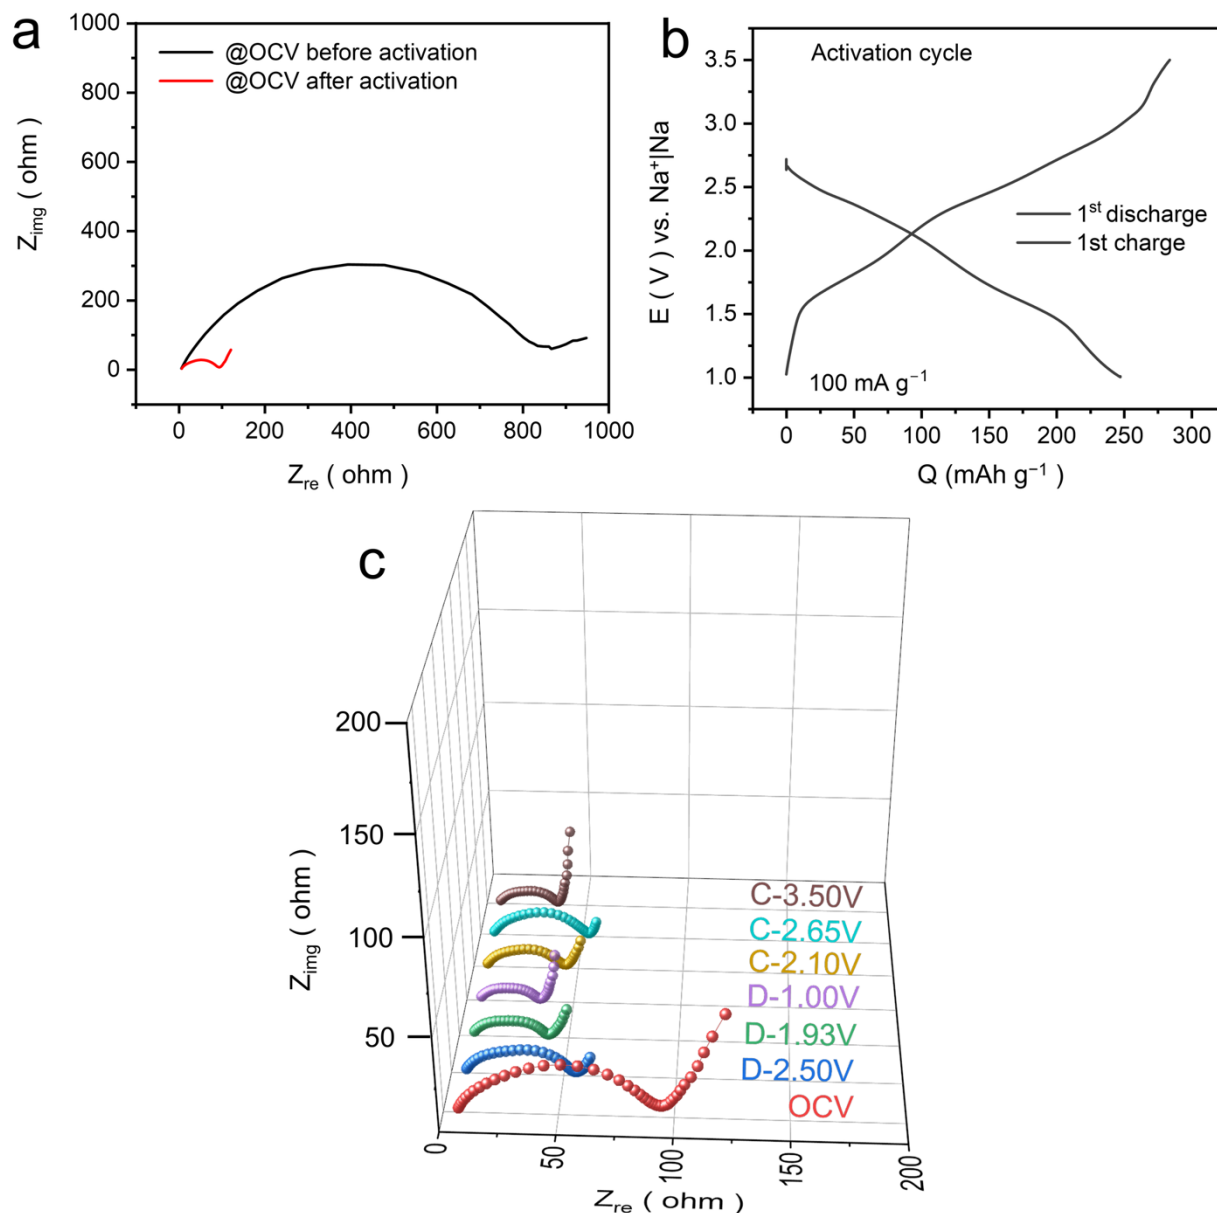 a
@OCV before activation
@OCV after activation
1000
800
600
400
200
0
Z_img ( ohm )
0 200 400 600 800 1000
Z_re ( ohm )
b
Activation cycle
3.5
3.0
2.5
2.0
1.5
1.0
E ( V ) vs. Na⁺|Na
1ˢᵗ discharge
1st charge
100 mA g⁻¹
0 50 100 150 200 250 300
Q (mAh g⁻¹ )
c
200
150
100
50
Z_img ( ohm )
C-3.50V
C-2.65V
C-2.10V
D-1.00V
D-1.93V
D-2.50V
OCV
0 50 100 150 200
Z_re ( ohm )